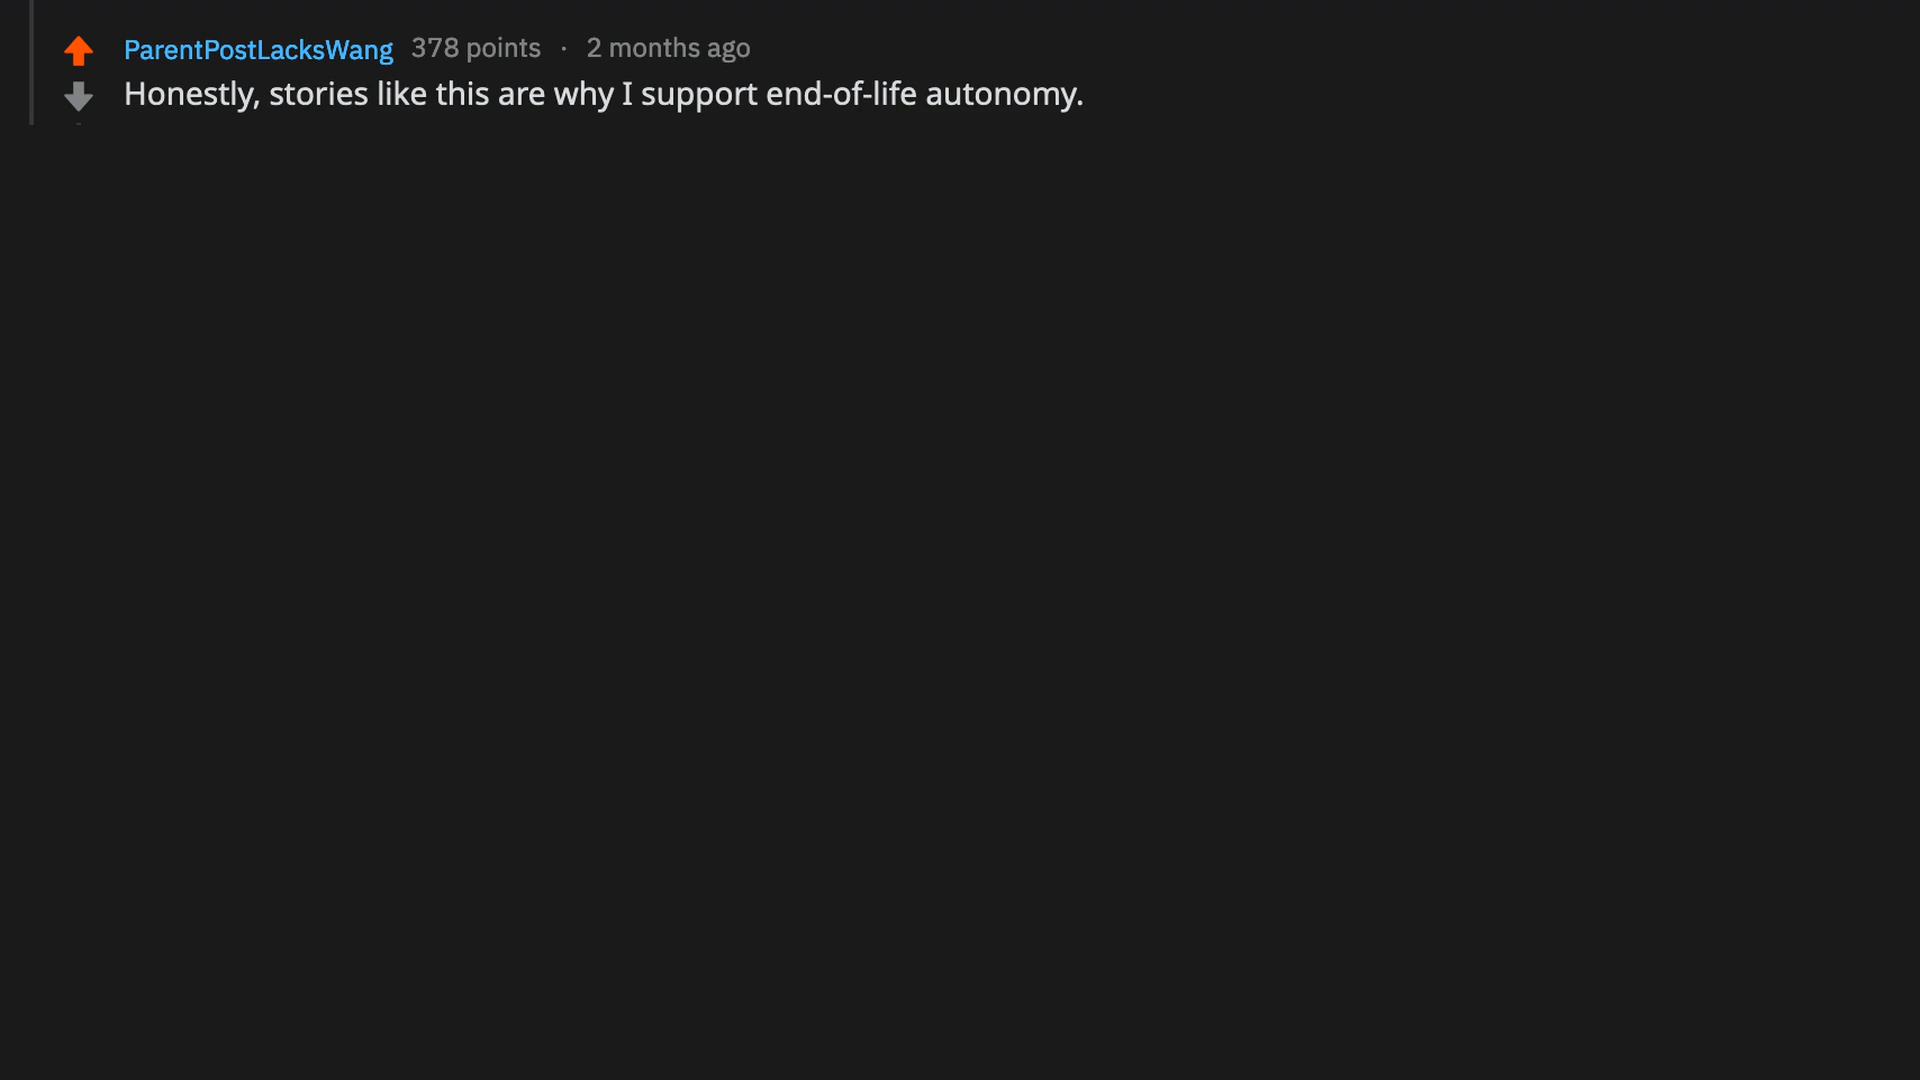 ParentPostLacksWang 378 points · 2 months ago
Honestly, stories like this are why I support end-of-life autonomy.